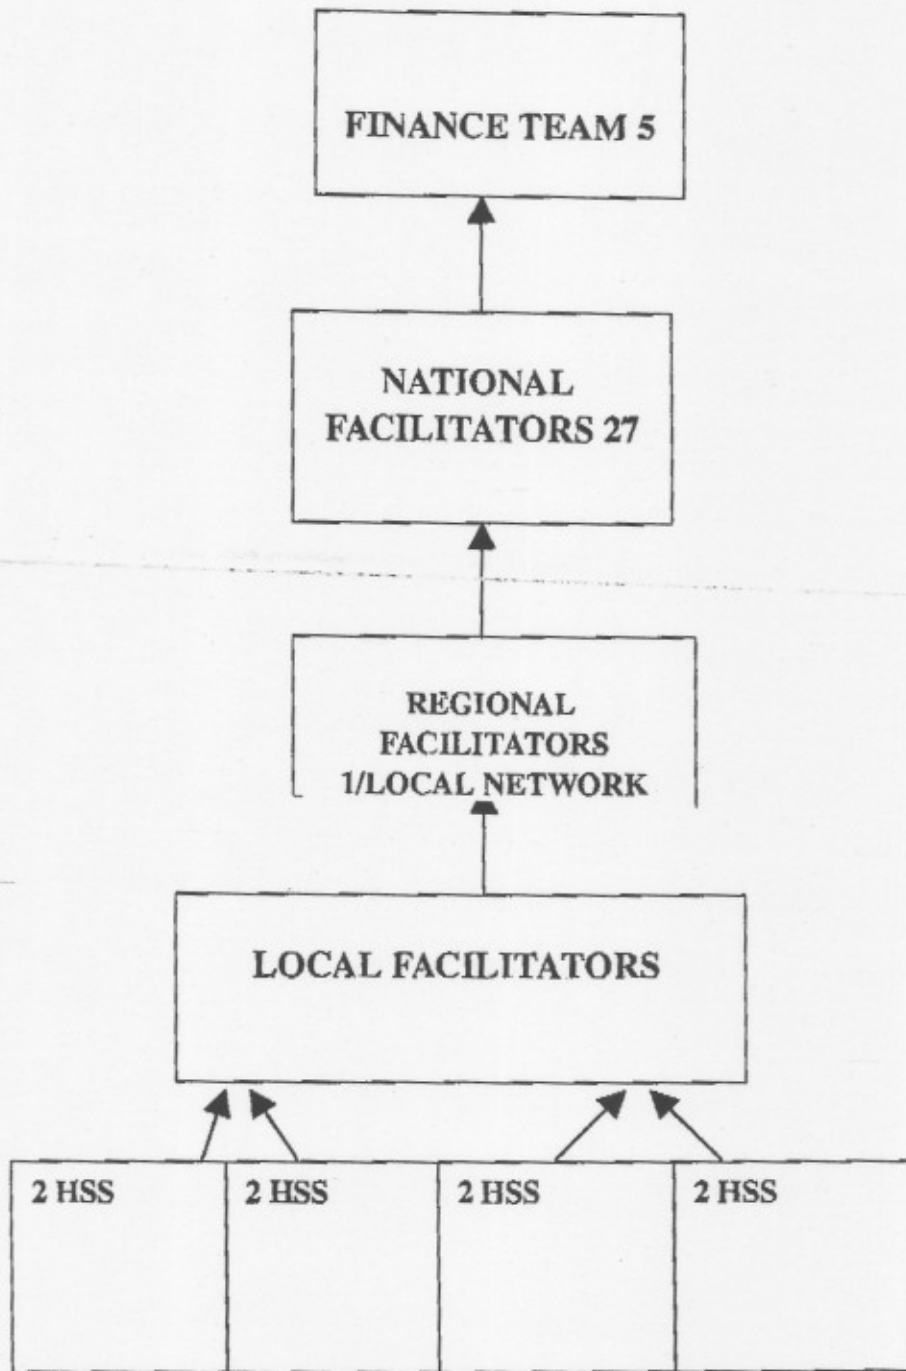 FINANCE TEAM 5
NATIONAL
FACILITATORS 27
REGIONAL
FACILITATORS
1/LOCAL NETWORK
LOCAL FACILITATORS
2 HSS
2 HSS
2 HSS
2 HSS